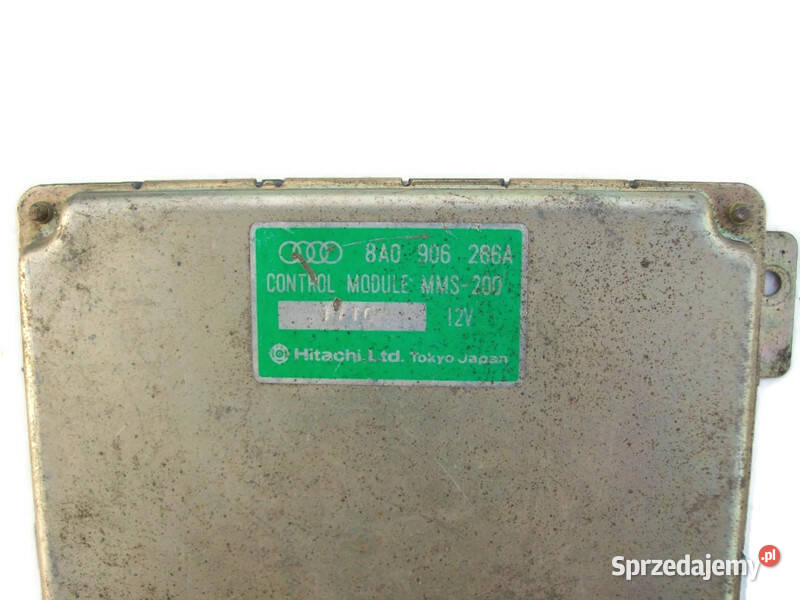 8A0 906 266A
CONTROL MODULE MMS-200
12V
Hitachi Ltd. Tokyo Japan
Sprzedajemy.pl